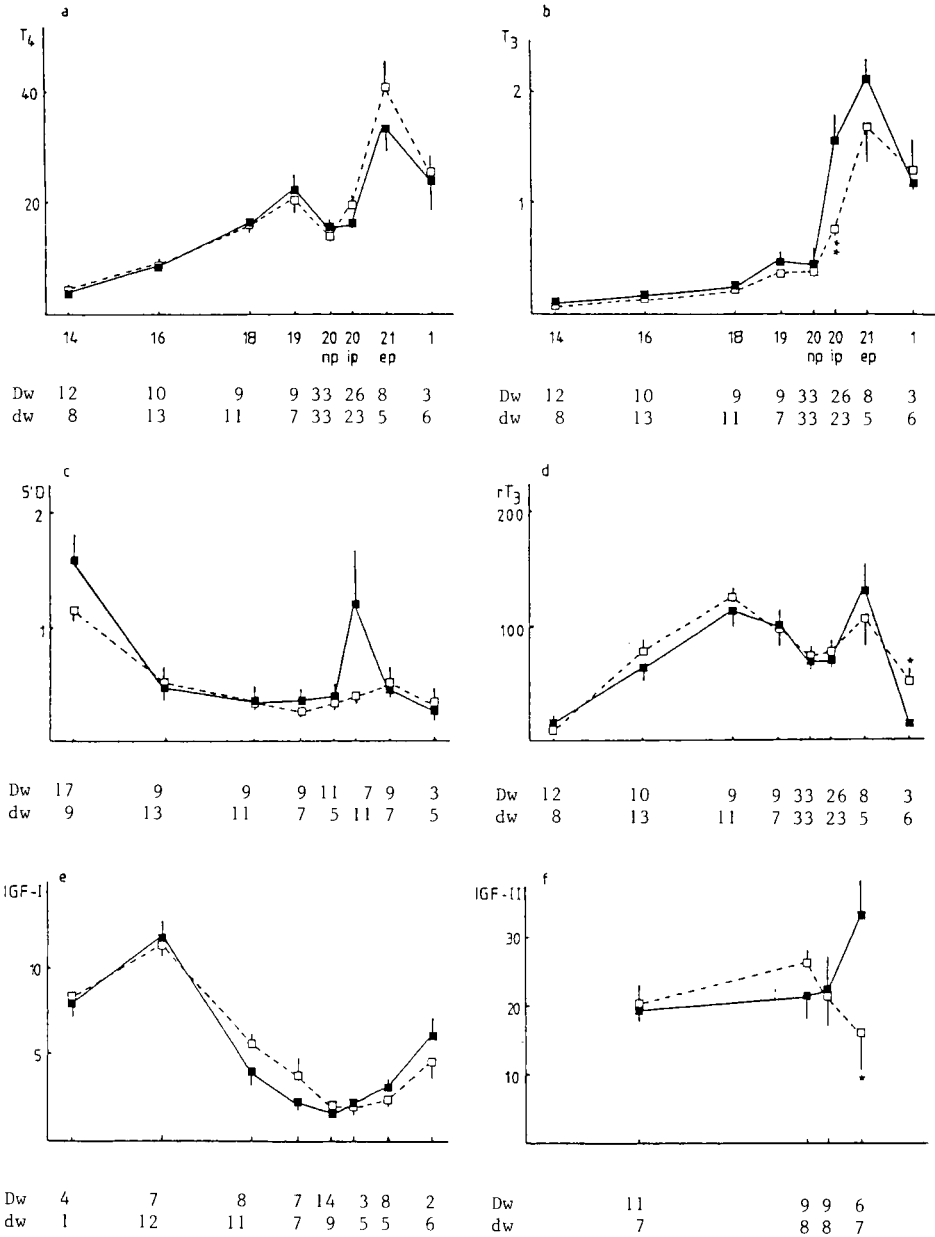 a
b
T4
T3
40
2
20
1
14 16 18 19 20 20 21 1
np ip ep
14 16 18 19 20 20 21 1
np ip ep
Dw 12 10 9 9 33 26 8 3
dw 8 13 11 7 33 23 5 6
Dw 12 10 9 9 33 26 8 3
dw 8 13 11 7 33 23 5 6
c
d
5'D
rT3
2
200
1
100
*
Dw 17 9 9 9 11 7 9 3
dw 9 13 11 7 5 11 7 5
Dw 12 10 9 9 33 26 8 3
dw 8 13 11 7 33 23 5 6
e
f
IGF-I
IGF-II
10
5
30
20
10
*
Dw 4 7 8 7 14 3 8 2
dw 1 12 11 7 9 5 5 6
Dw 11 9 9 6
dw 7 8 8 7